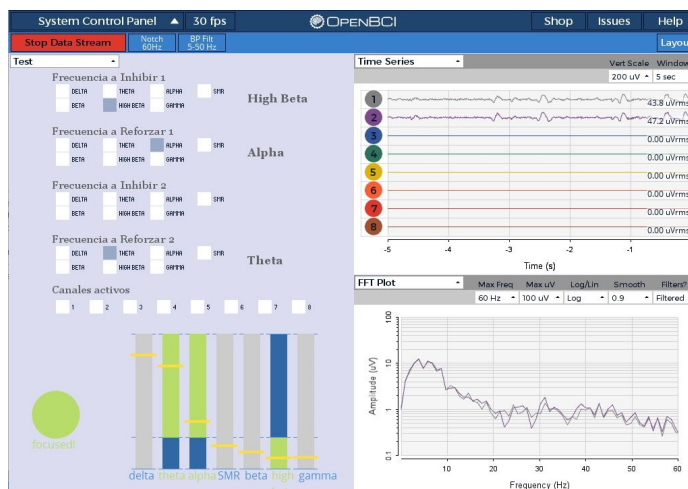 System Control Panel 30 fps OPENBCI Shop Issues Help
Stop Data Stream Notch 60Hz BP Filt 5-50 Hz Layou
Test
Frecuencia a Inhibir 1
DELTA THETA ALPHA SMR
BETA HIGH BETA GAMMA
High Beta
Frecuencia a Reforzar 1
DELTA THETA ALPHA SMR
BETA HIGH BETA GAMMA
Alpha
Frecuencia a Inhibir 2
DELTA THETA ALPHA SMR
BETA HIGH BETA GAMMA
Frecuencia a Reforzar 2
DELTA THETA ALPHA SMR
BETA HIGH BETA GAMMA
Theta
Canales activos
1 2 3 4 5 6 7 8
focused!
delta theta alpha SMR beta high gamma
Time Series Vert Scale Window
200 uV 5 sec
1 43.8 uVrms
2 47.2 uVrms
3 0.00 uVrms
4 0.00 uVrms
5 0.00 uVrms
6 0.00 uVrms
7 0.00 uVrms
8 0.00 uVrms
-5 -4 -3 -2 -1 0
Time (s)
FFT Plot Max Freq Max uV Log/Lin Smooth Filters?
60 Hz 100 uV Log 0.9 Filtered
Amplitude (uV)
100
10
1
0.1
10 20 30 40 50 60
Frequency (Hz)